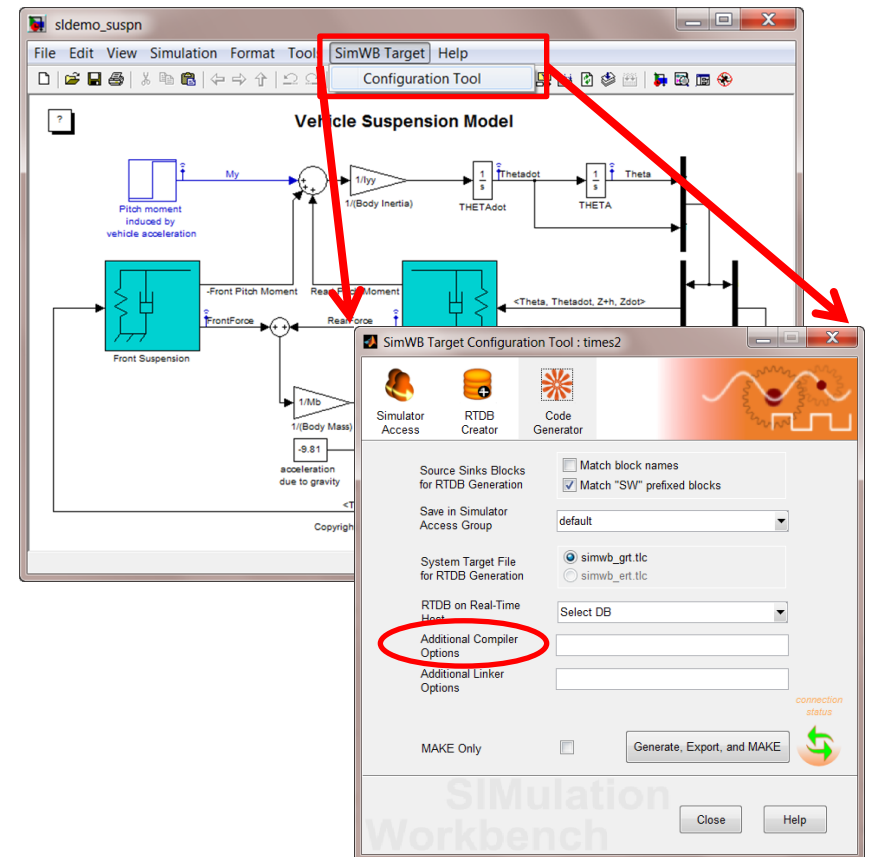 sldemo_suspn
File Edit View Simulation Format Tools SimWB Target Help
Configuration Tool
?
Vehicle Suspension Model
My
Pitch moment
induced by
vehicle acceleration
+
+
+
1/Iyy
1/(Body Inertia)
1
s
Thetadot
THETAdot
1
s
Theta
THETA
-Front Pitch Moment
Rear Pitch Moment
<Theta, Thetadot, Z+h, Zdot>
FrontForce
+ +
RearForce
Front Suspension
1/Mb
1/(Body Mass)
-9.81
acceleration
due to gravity
<T
Copyrigh
SimWB Target Configuration Tool : times2
Simulator
Access
RTDB
Creator
Code
Generator
Source Sinks Blocks
for RTDB Generation
Match block names
Match "SW" prefixed blocks
Save in Simulator
Access Group
default
System Target File
for RTDB Generation
simwb_grt.tlc
simwb_ert.tlc
RTDB on Real-Time
Host
Select DB
Additional Compiler
Options
Additional Linker
Options
connection
status
MAKE Only
Generate, Export, and MAKE
SIMulation
Workbench
Close
Help